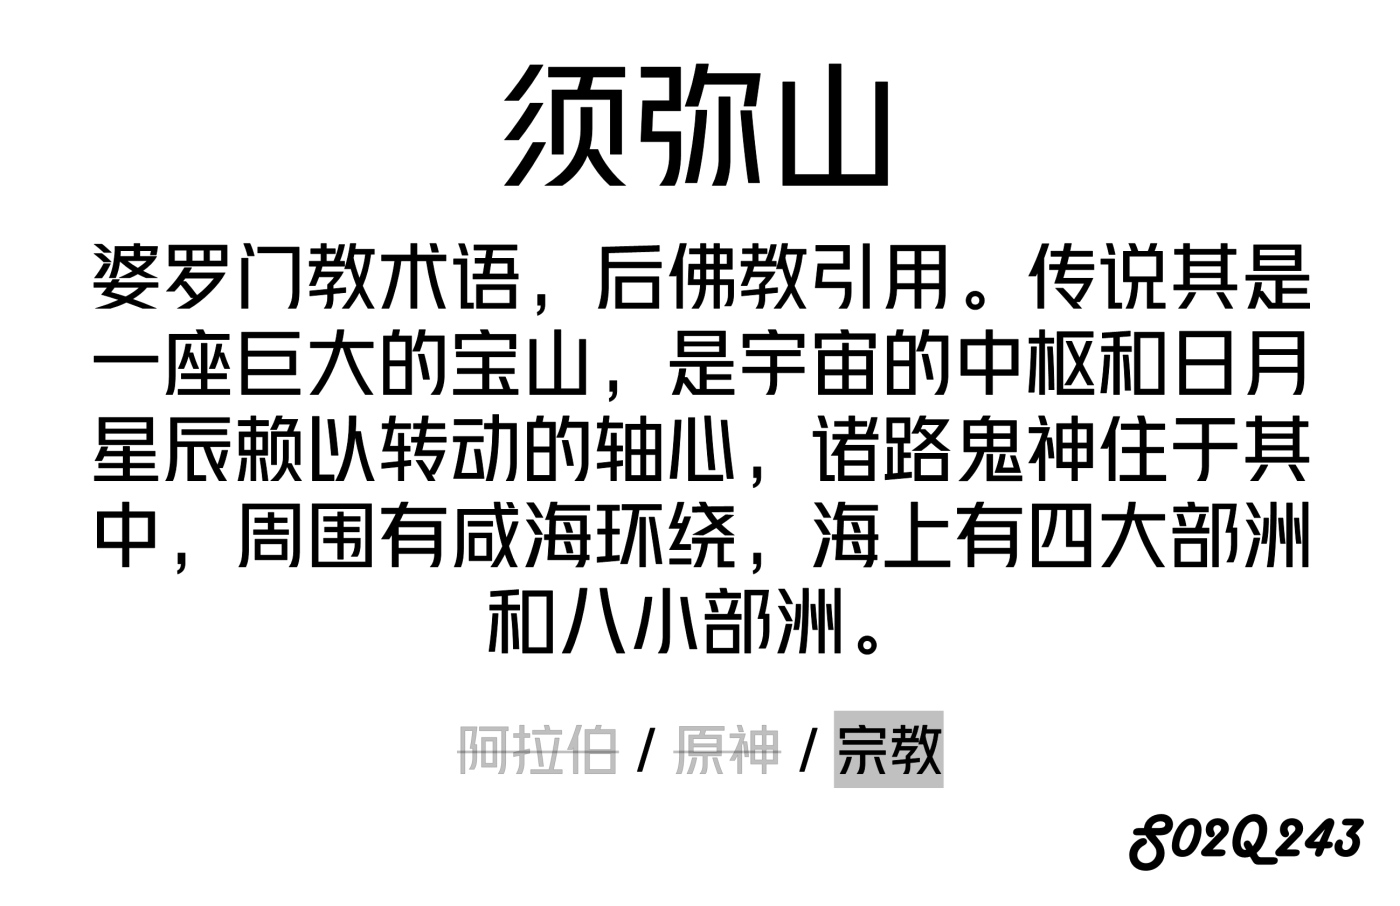 须弥山
婆罗门教术语，后佛教引用。传说其是
一座巨大的宝山，是宇宙的中枢和日月
星辰赖以转动的轴心，诸路鬼神住于其
中，周围有咸海环绕，海上有四大部洲
和八小部洲。
阿拉伯 / 原神 / 宗教
S02Q243